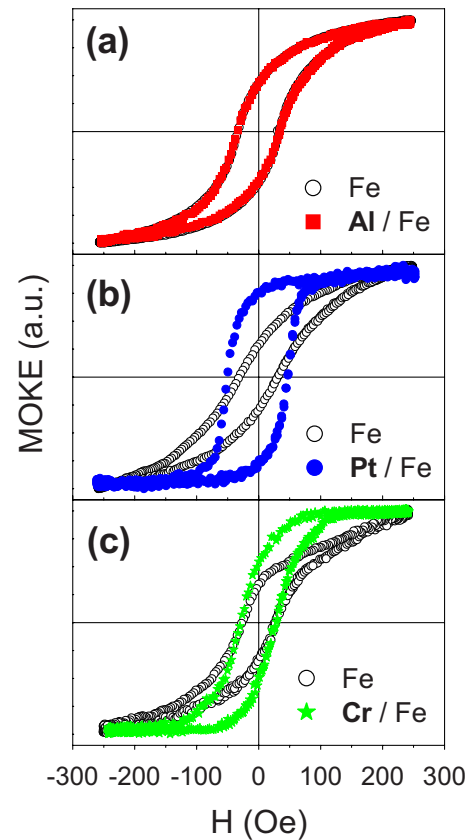 (a)
Fe
Al / Fe
(b)
Fe
Pt / Fe
(c)
Fe
Cr / Fe
MOKE (a.u.)
-300 -200 -100 0 100 200 300
H (Oe)